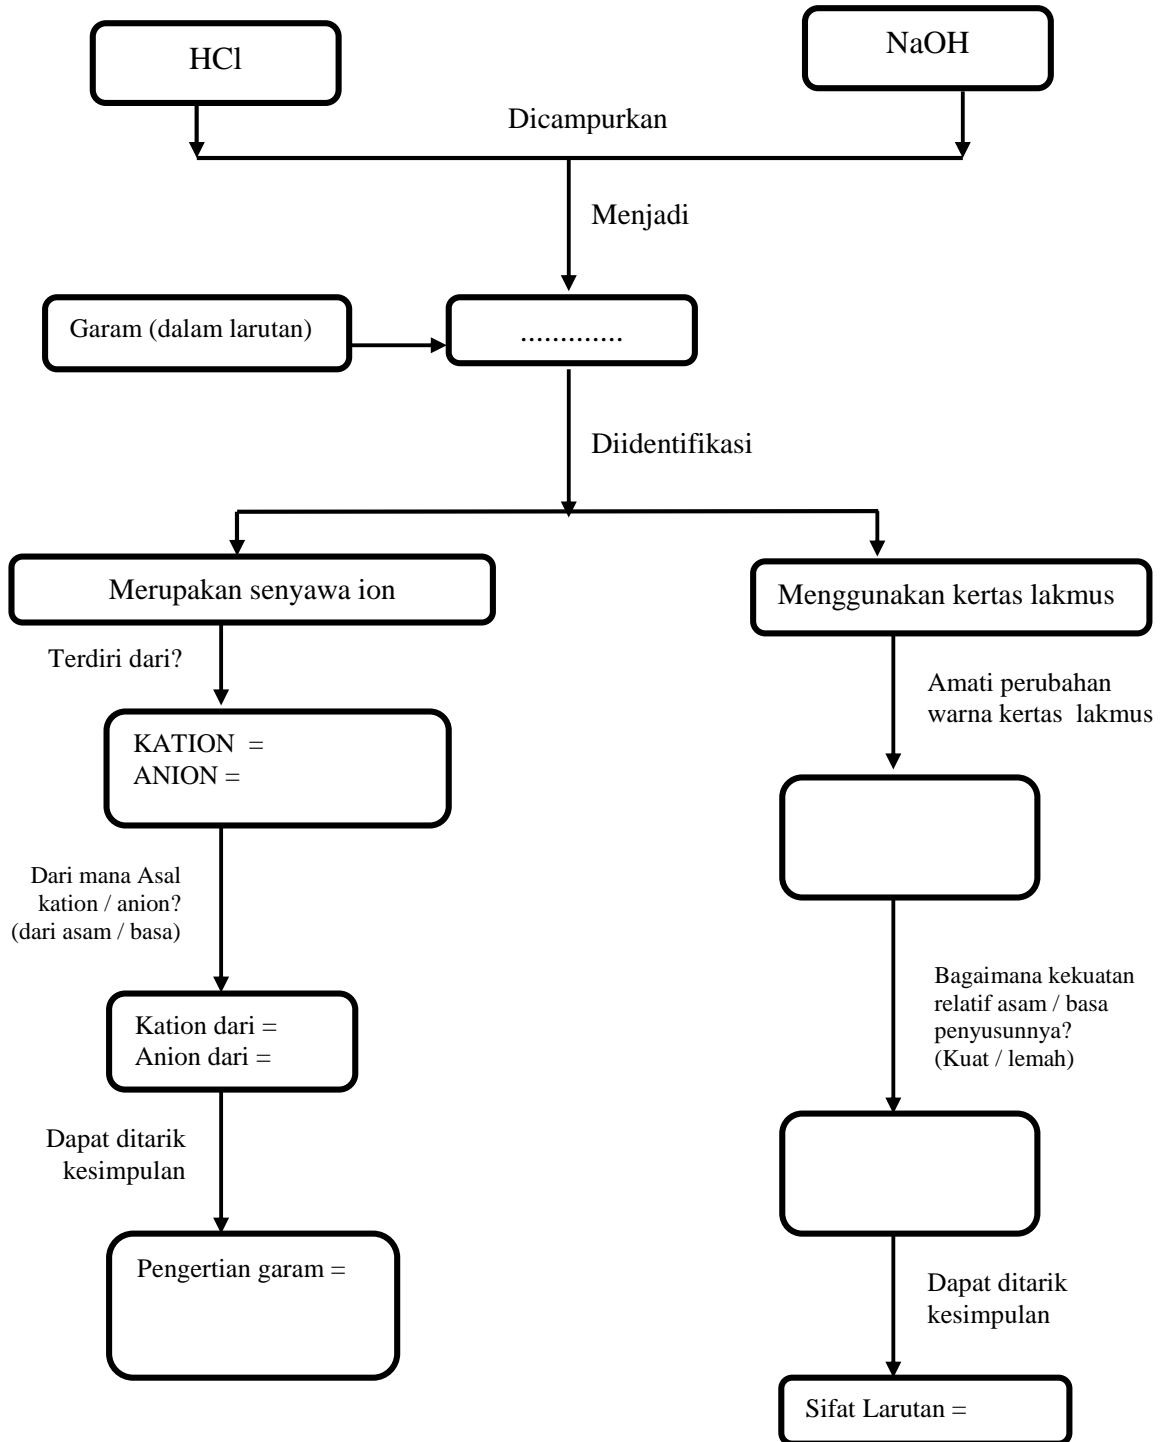 HCl
NaOH
Dicampurkan
Menjadi
Garam (dalam larutan)
.............
Diidentifikasi
Merupakan senyawa ion
Menggunakan kertas lakmus
Terdiri dari?
Amati perubahan
warna kertas lakmus
KATION =
ANION =
Dari mana Asal
kation / anion?
(dari asam / basa)
Bagaimana kekuatan
relatif asam / basa
penyusunnya?
(Kuat / lemah)
Kation dari =
Anion dari =
Dapat ditarik
kesimpulan
Pengertian garam =
Dapat ditarik
kesimpulan
Sifat Larutan =